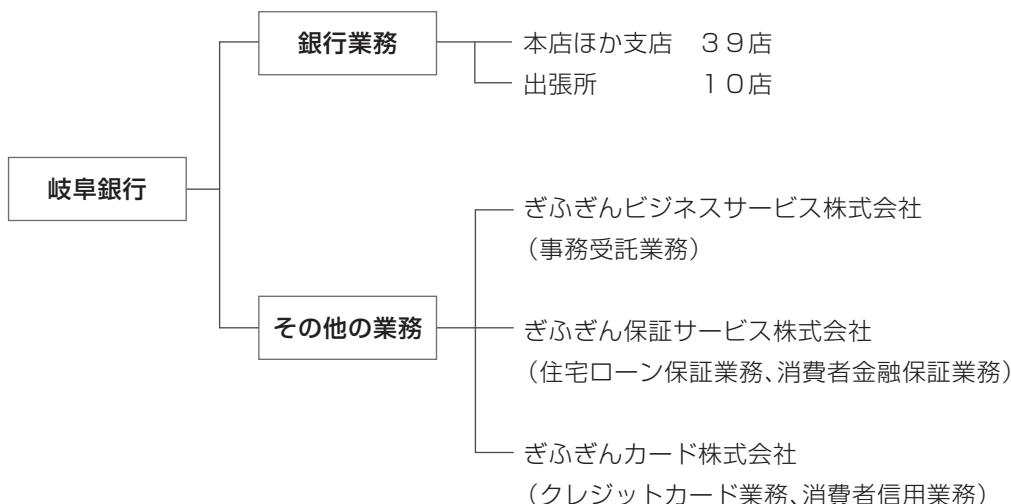 銀行業務
本店ほか支店 39店
出張所 10店
岐阜銀行
ぎふぎんビジネスサービス株式会社
(事務受託業務)
その他の業務
ぎふぎん保証サービス株式会社
(住宅ローン保証業務、消費者金融保証業務)
ぎふぎんカード株式会社
(クレジットカード業務、消費者信用業務)